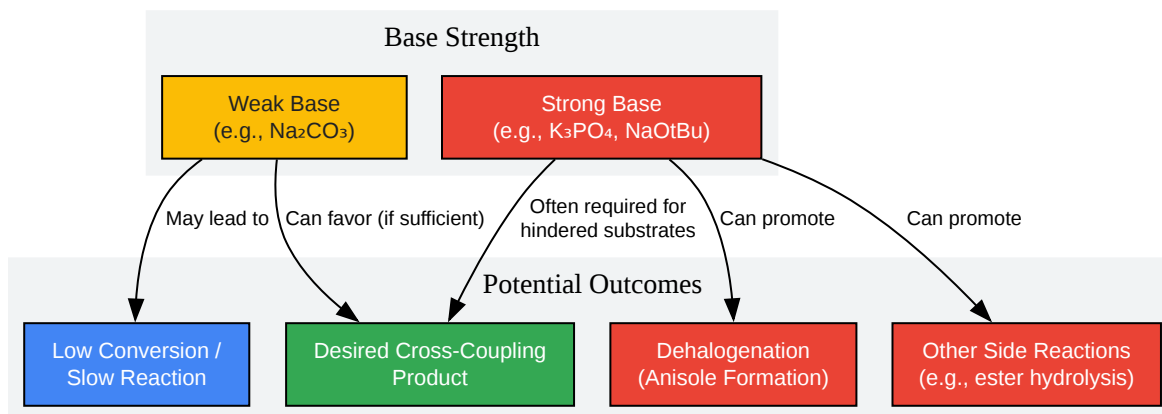 Base Strength
Weak Base
(e.g., Na₂CO₃)
Strong Base
(e.g., K₃PO₄, NaOtBu)
May lead to
Can favor (if sufficient)
Often required for
hindered substrates
Can promote
Can promote
Potential Outcomes
Low Conversion /
Slow Reaction
Desired Cross-Coupling
Product
Dehalogenation
(Anisole Formation)
Other Side Reactions
(e.g., ester hydrolysis)